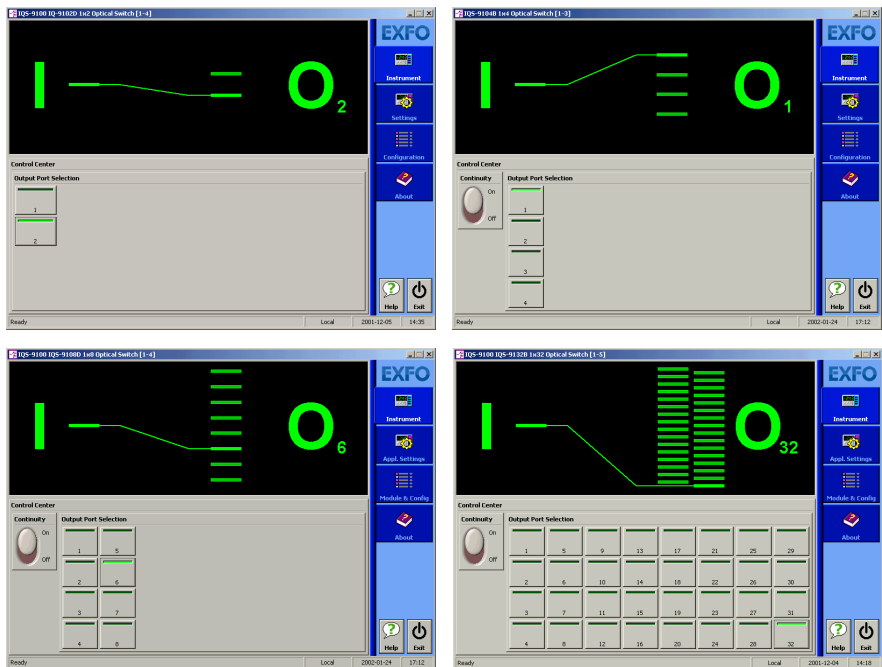 IQS-9100 IQ-9102D 1x2 Optical Switch [1-4]
EXFO
I O 2
Instrument
Settings
Configuration
About
Control Center
Output Port Selection
1
2
Help Exit
Ready Local 2001-12-05 14:35
IQS-9100 IQS-9104B 1x4 Optical Switch [1-3]
EXFO
I O 1
Instrument
Settings
Configuration
About
Control Center
Continuity Output Port Selection
On
Off
1
2
3
4
Help Exit
Ready Local 2002-01-24 17:12
IQS-9100 IQS-9108D 1x8 Optical Switch [1-4]
EXFO
I O 6
Instrument
Appl. Settings
Module & Config
About
Control Center
Continuity Output Port Selection
On
Off
1 5
2 6
3 7
4 8
Help Exit
Ready Local 2002-01-24 17:12
IQS-9100 IQS-9132B 1x32 Optical Switch [1-5]
EXFO
I O 32
Instrument
Appl. Settings
Module & Config
About
Control Center
Continuity Output Port Selection
On
Off
1 5 9 13 17 21 25 29
2 6 10 14 18 22 26 30
3 7 11 15 19 23 27 31
4 8 12 16 20 24 28 32
Help Exit
Ready Local 2001-12-04 14:18